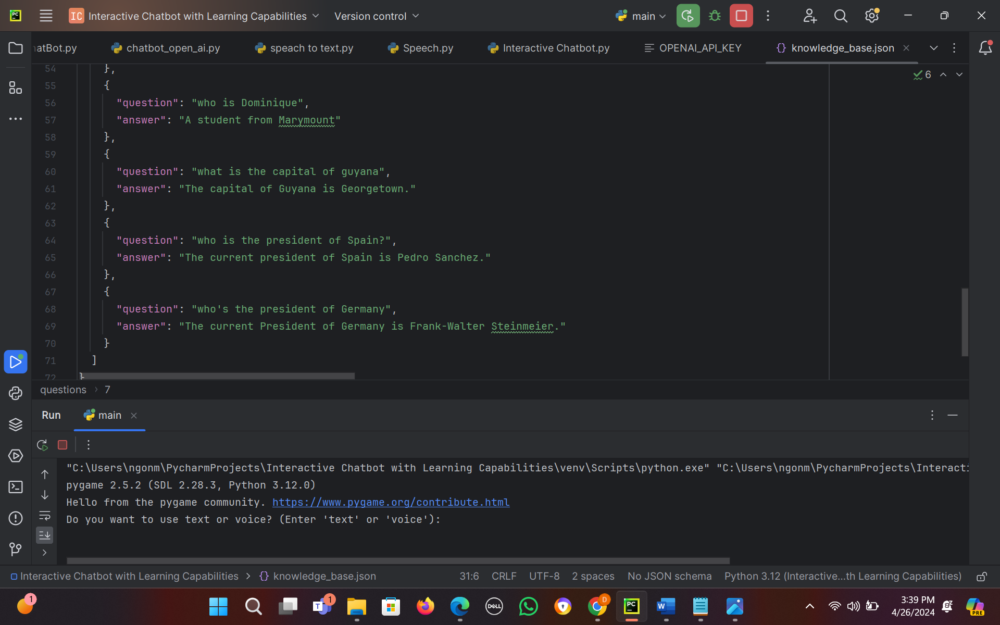 PC
IC Interactive Chatbot with Learning Capabilities Version control main
atBot.py chatbot_open_ai.py speach to text.py Speech.py Interactive Chatbot.py OPENAI_API_KEY {} knowledge_base.json
54 },
6
55 {
56 "question": "who is Dominique",
57 "answer": "A student from Marymount"
58 },
59 {
60 "question": "what is the capital of guyana",
61 "answer": "The capital of Guyana is Georgetown."
62 },
63 {
64 "question": "who is the president of Spain?",
65 "answer": "The current president of Spain is Pedro Sanchez."
66 },
67 {
68 "question": "who's the president of Germany",
69 "answer": "The current President of Germany is Frank-Walter Steinmeier."
70 }
71 ]
72 }
questions > 7
Run main
"C:\Users\ngonm\PycharmProjects\Interactive Chatbot with Learning Capabilities\venv\Scripts\python.exe" "C:\Users\ngonm\PycharmProjects\Interacti
pygame 2.5.2 (SDL 2.28.3, Python 3.12.0)
Hello from the pygame community. https://www.pygame.org/contribute.html
Do you want to use text or voice? (Enter 'text' or 'voice'):
Interactive Chatbot with Learning Capabilities > {} knowledge_base.json 31:6 CRLF UTF-8 2 spaces No JSON schema Python 3.12 (Interactive...th Learning Capabilities)
1 T 1 DELL D PC W 3:39 PM
4/26/2024
PRE